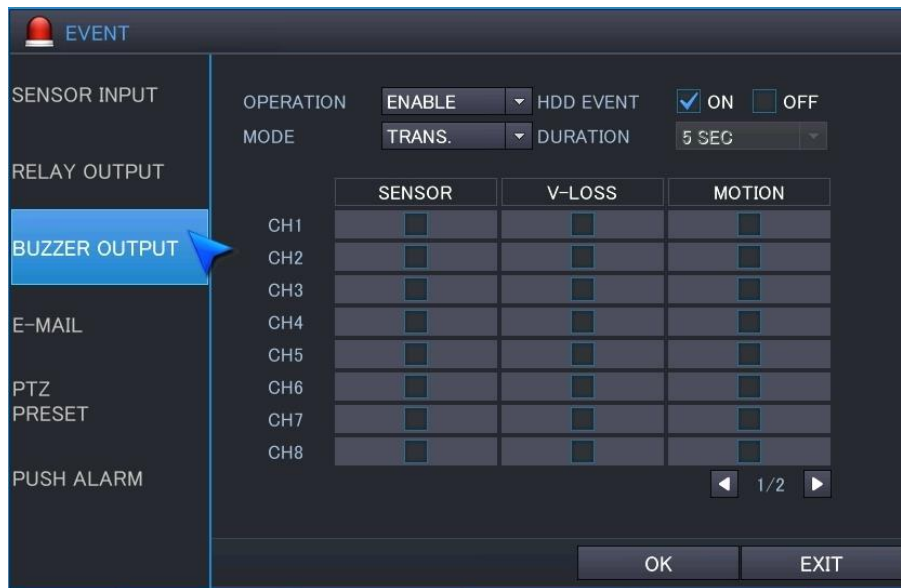 EVENT
SENSOR INPUT
RELAY OUTPUT
BUZZER OUTPUT
E-MAIL
PTZ
PRESET
PUSH ALARM
OPERATION ENABLE HDD EVENT ON OFF
MODE TRANS. DURATION 5 SEC
SENSOR V-LOSS MOTION
CH1
CH2
CH3
CH4
CH5
CH6
CH7
CH8
1/2
OK EXIT